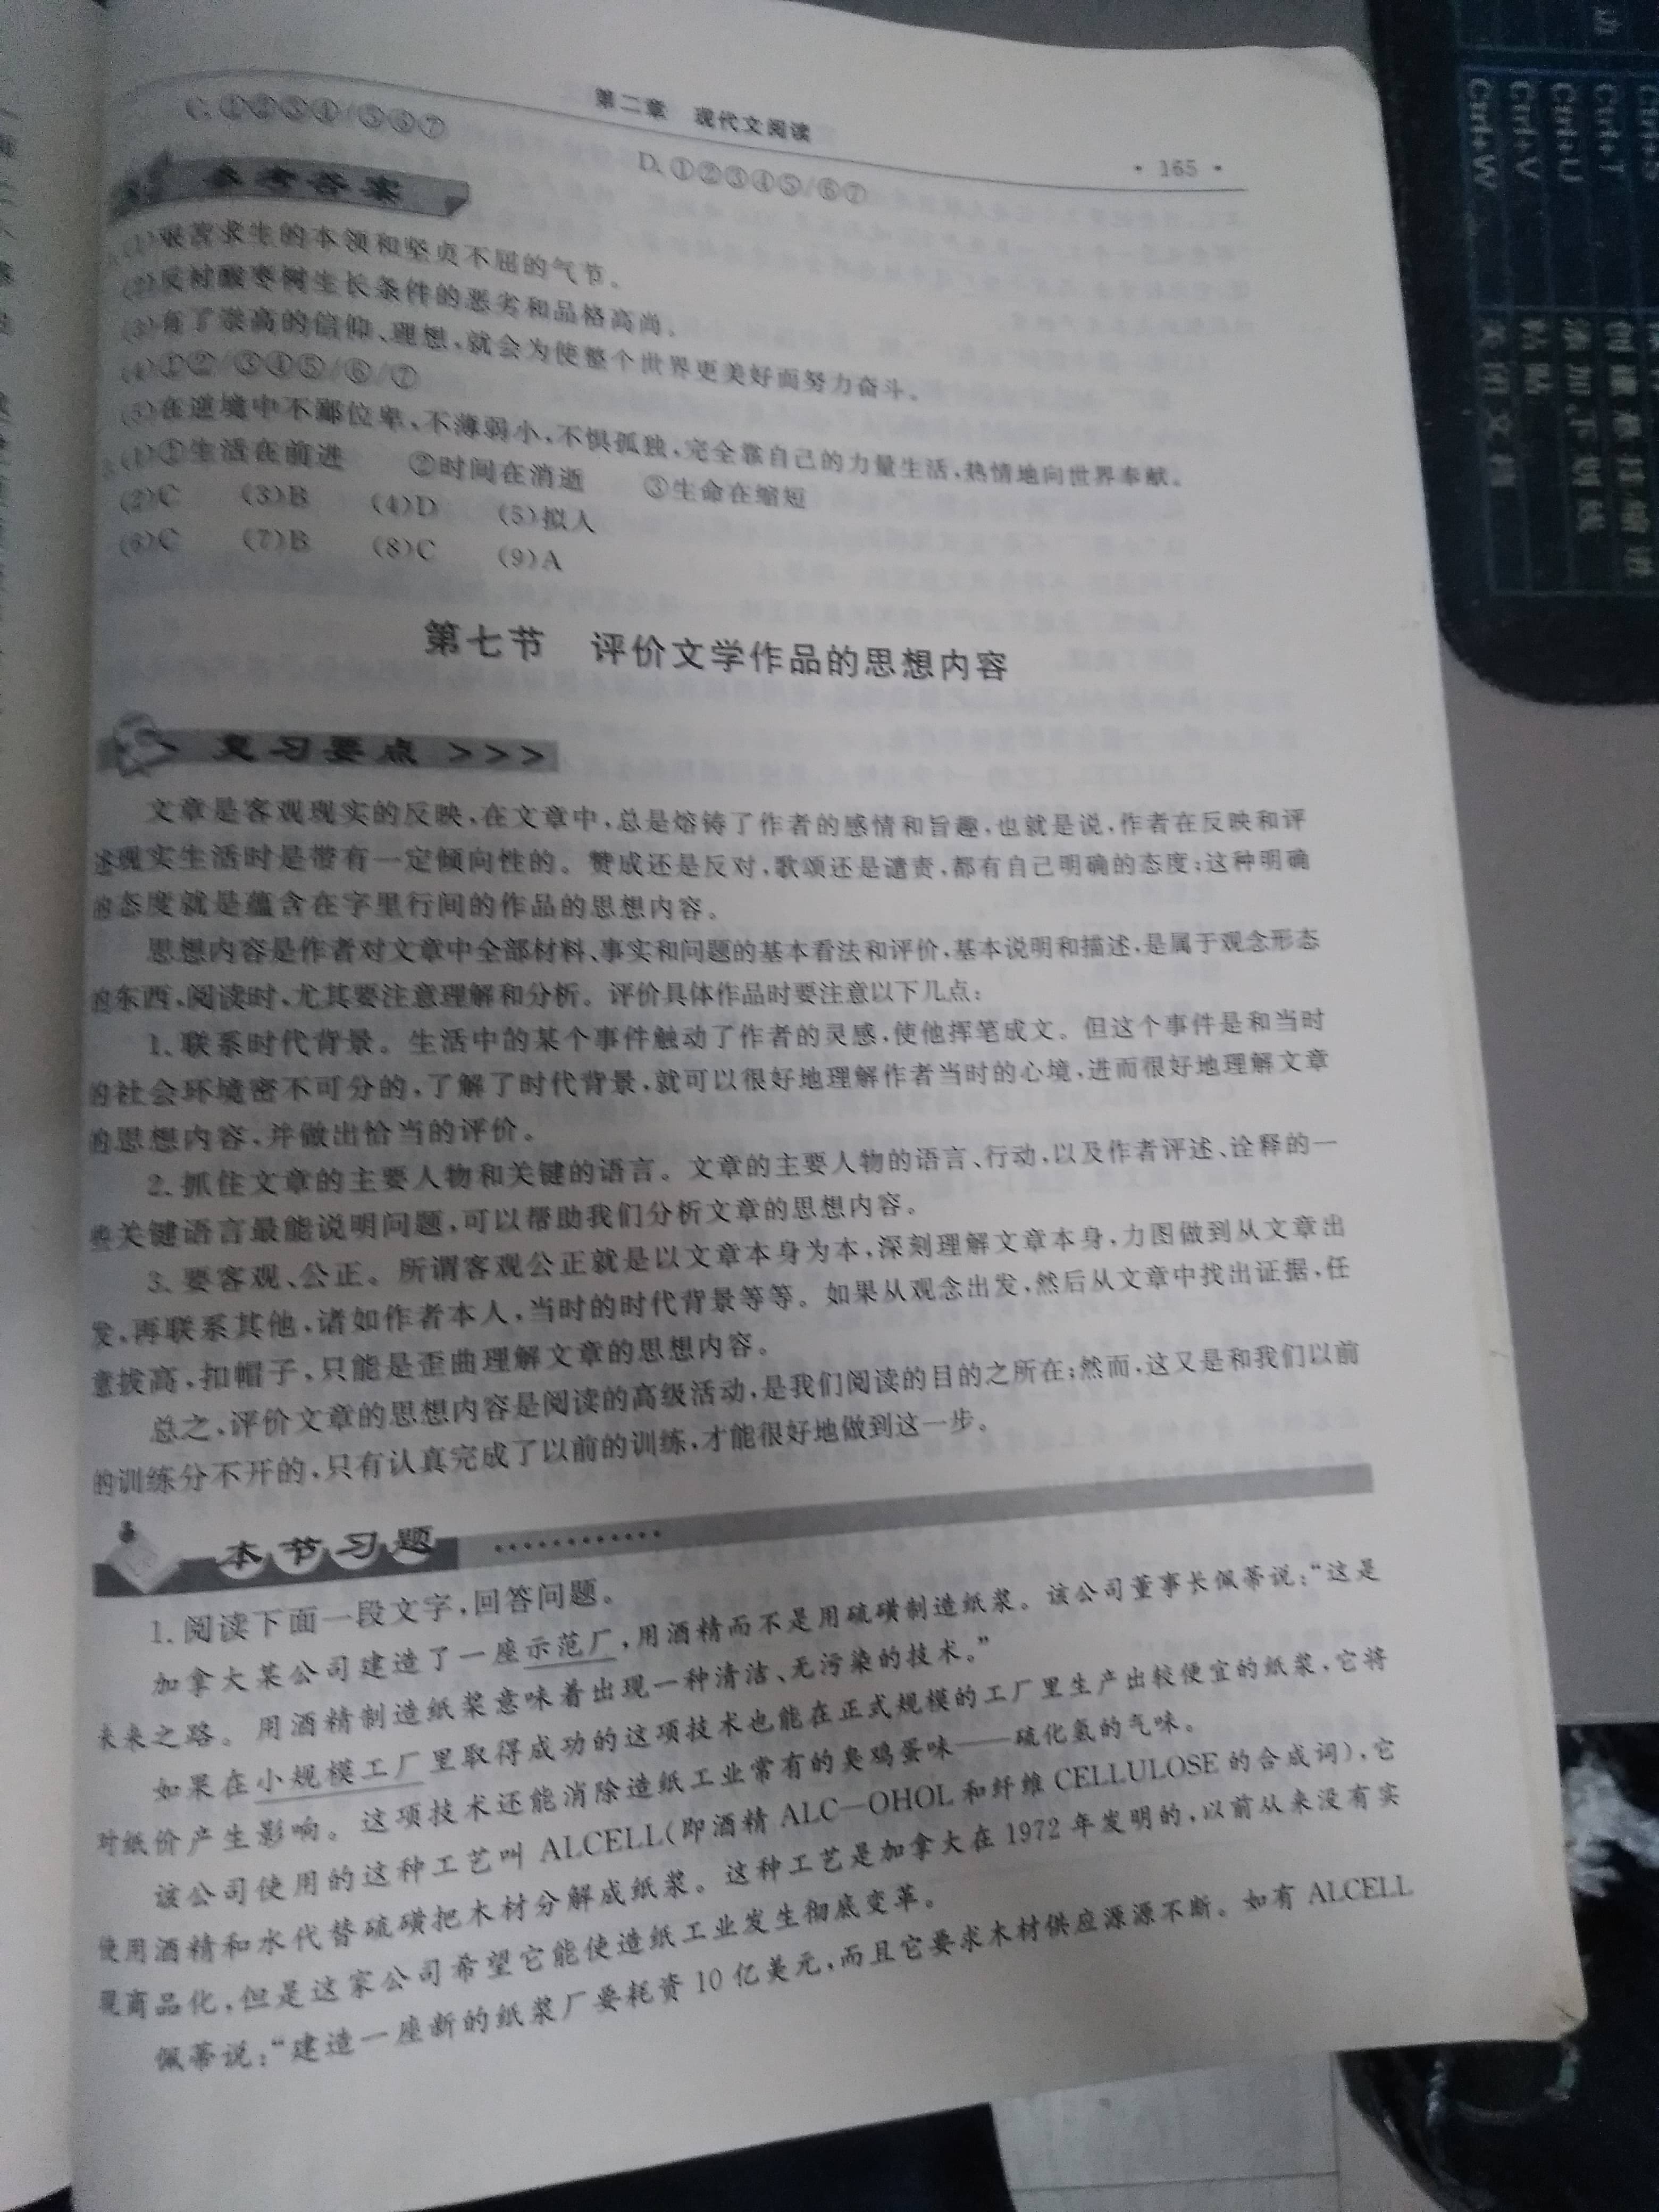 第二章 现代文阅读
· 165 ·
C. ①②③④/⑤⑥⑦
D. ①②③④⑤/⑥⑦
参考答案
(1)艰苦求生的本领和坚贞不屈的气节。
(2)反衬酸枣树生长条件的恶劣和品格高尚。
(3)有了崇高的信仰、理想,就会为使整个世界更美好而努力奋斗。
(4)①②/③④⑤/⑥/⑦
(5)在逆境中不鄙位卑,不薄弱小,不惧孤独,完全靠自己的力量生活,热情地向世界奉献。
(1)①生活在前进 ②时间在消逝 ③生命在缩短
(2)C (3)B (4)D (5)拟人
(6)C (7)B (8)C (9)A
第七节 评价文学作品的思想内容
复习要点 >>>
文章是客观现实的反映,在文章中,总是熔铸了作者的感情和旨趣,也就是说,作者在反映和评
述现实生活时是带有一定倾向性的。赞成还是反对,歌颂还是谴责,都有自己明确的态度;这种明确
的态度就是蕴含在字里行间的作品的思想内容。
思想内容是作者对文章中全部材料、事实和问题的基本看法和评价,基本说明和描述,是属于观念形态
的东西,阅读时,尤其要注意理解和分析。评价具体作品时要注意以下几点:
1. 联系时代背景。生活中的某个事件触动了作者的灵感,使他挥笔成文。但这个事件是和当时
的社会环境密不可分的,了解了时代背景,就可以很好地理解作者当时的心境,进而很好地理解文章
的思想内容,并做出恰当的评价。
2. 抓住文章的主要人物和关键的语言。文章的主要人物的语言、行动,以及作者评述、诠释的一
些关键语言最能说明问题,可以帮助我们分析文章的思想内容。
3. 要客观、公正。所谓客观公正就是以文章本身为本,深刻理解文章本身,力图做到从文章出
发,再联系其他,诸如作者本人,当时的时代背景等等。如果从观念出发,然后从文章中找出证据,任
意拔高,扣帽子,只能是歪曲理解文章的思想内容。
总之,评价文章的思想内容是阅读的高级活动,是我们阅读的目的之所在;然而,这又是和我们以前
的训练分不开的,只有认真完成了以前的训练,才能很好地做到这一步。
本节习题
1. 阅读下面一段文字,回答问题。
加拿大某公司建造了一座示范厂,用酒精而不是用硫磺制造纸浆。该公司董事长佩蒂说:“这是
未来之路。用酒精制造纸浆意味着出现一种清洁、无污染的技术。”
如果在小规模工厂里取得成功的这项技术也能在正式规模的工厂里生产出较便宜的纸浆,它将
对纸价产生影响。这项技术还能消除造纸工业常有的臭鸡蛋味——硫化氢的气味。
该公司使用的这种工艺叫 ALCELL(即酒精 ALC—OHOL 和纤维 CELLULOSE 的合成词),它
使用酒精和水代替硫磺把木材分解成纸浆。这种工艺是加拿大在 1972 年发明的,以前从来没有实
现商品化,但是这家公司希望它能使造纸工业发生彻底变革。
佩蒂说:“建造一座新的纸浆厂要耗资 10 亿美元,而且它要求木材供应源源不断。如有 ALCELL
Ctrl+W
Ctrl+V 粘贴
Ctrl+U
Ctrl+T